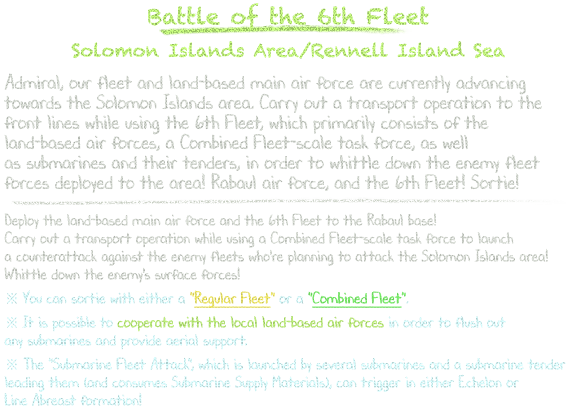 Battle of the 6th Fleet
Solomon Islands Area/Rennell Island Sea
Admiral, our fleet and land-based main air force are currently advancing
towards the Solomon Islands area. Carry out a transport operation to the
front lines while using the 6th Fleet, which primarily consists of the
land-based air forces, a Combined Fleet-scale task force, as well
as submarines and their tenders, in order to whittle down the enemy fleet
forces deployed to the area! Rabaul air force, and the 6th Fleet! Sortie!
Deploy the land-based main air force and the 6th Fleet to the Rabaul base!
Carry out a transport operation while using a Combined Fleet-scale task force to launch
a counterattack against the enemy fleets who're planning to attack the Solomon Islands area!
Whittle down the enemy's surface forces!
※ You can sortie with either a "Regular Fleet" or a "Combined Fleet".
※ It is possible to cooperate with the local land-based air forces in order to flush out
any submarines and provide aerial support.
※ The "Submarine Fleet Attack", which is launched by several submarines and a submarine tender
leading them (and consumes Submarine Supply Materials), can trigger in either Echelon or
Line Abreast formation!